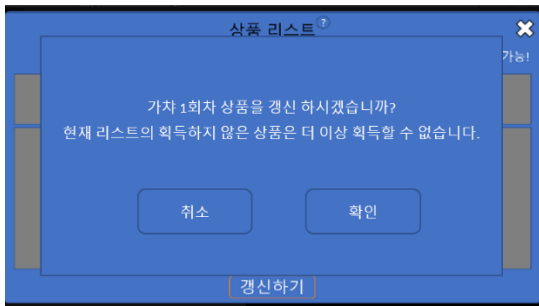 상품 리스트?
가능!
가챠 1회차 상품을 갱신 하시겠습니까?
현재 리스트의 획득하지 않은 상품은 더 이상 획득할 수 없습니다.
취소
확인
갱신하기